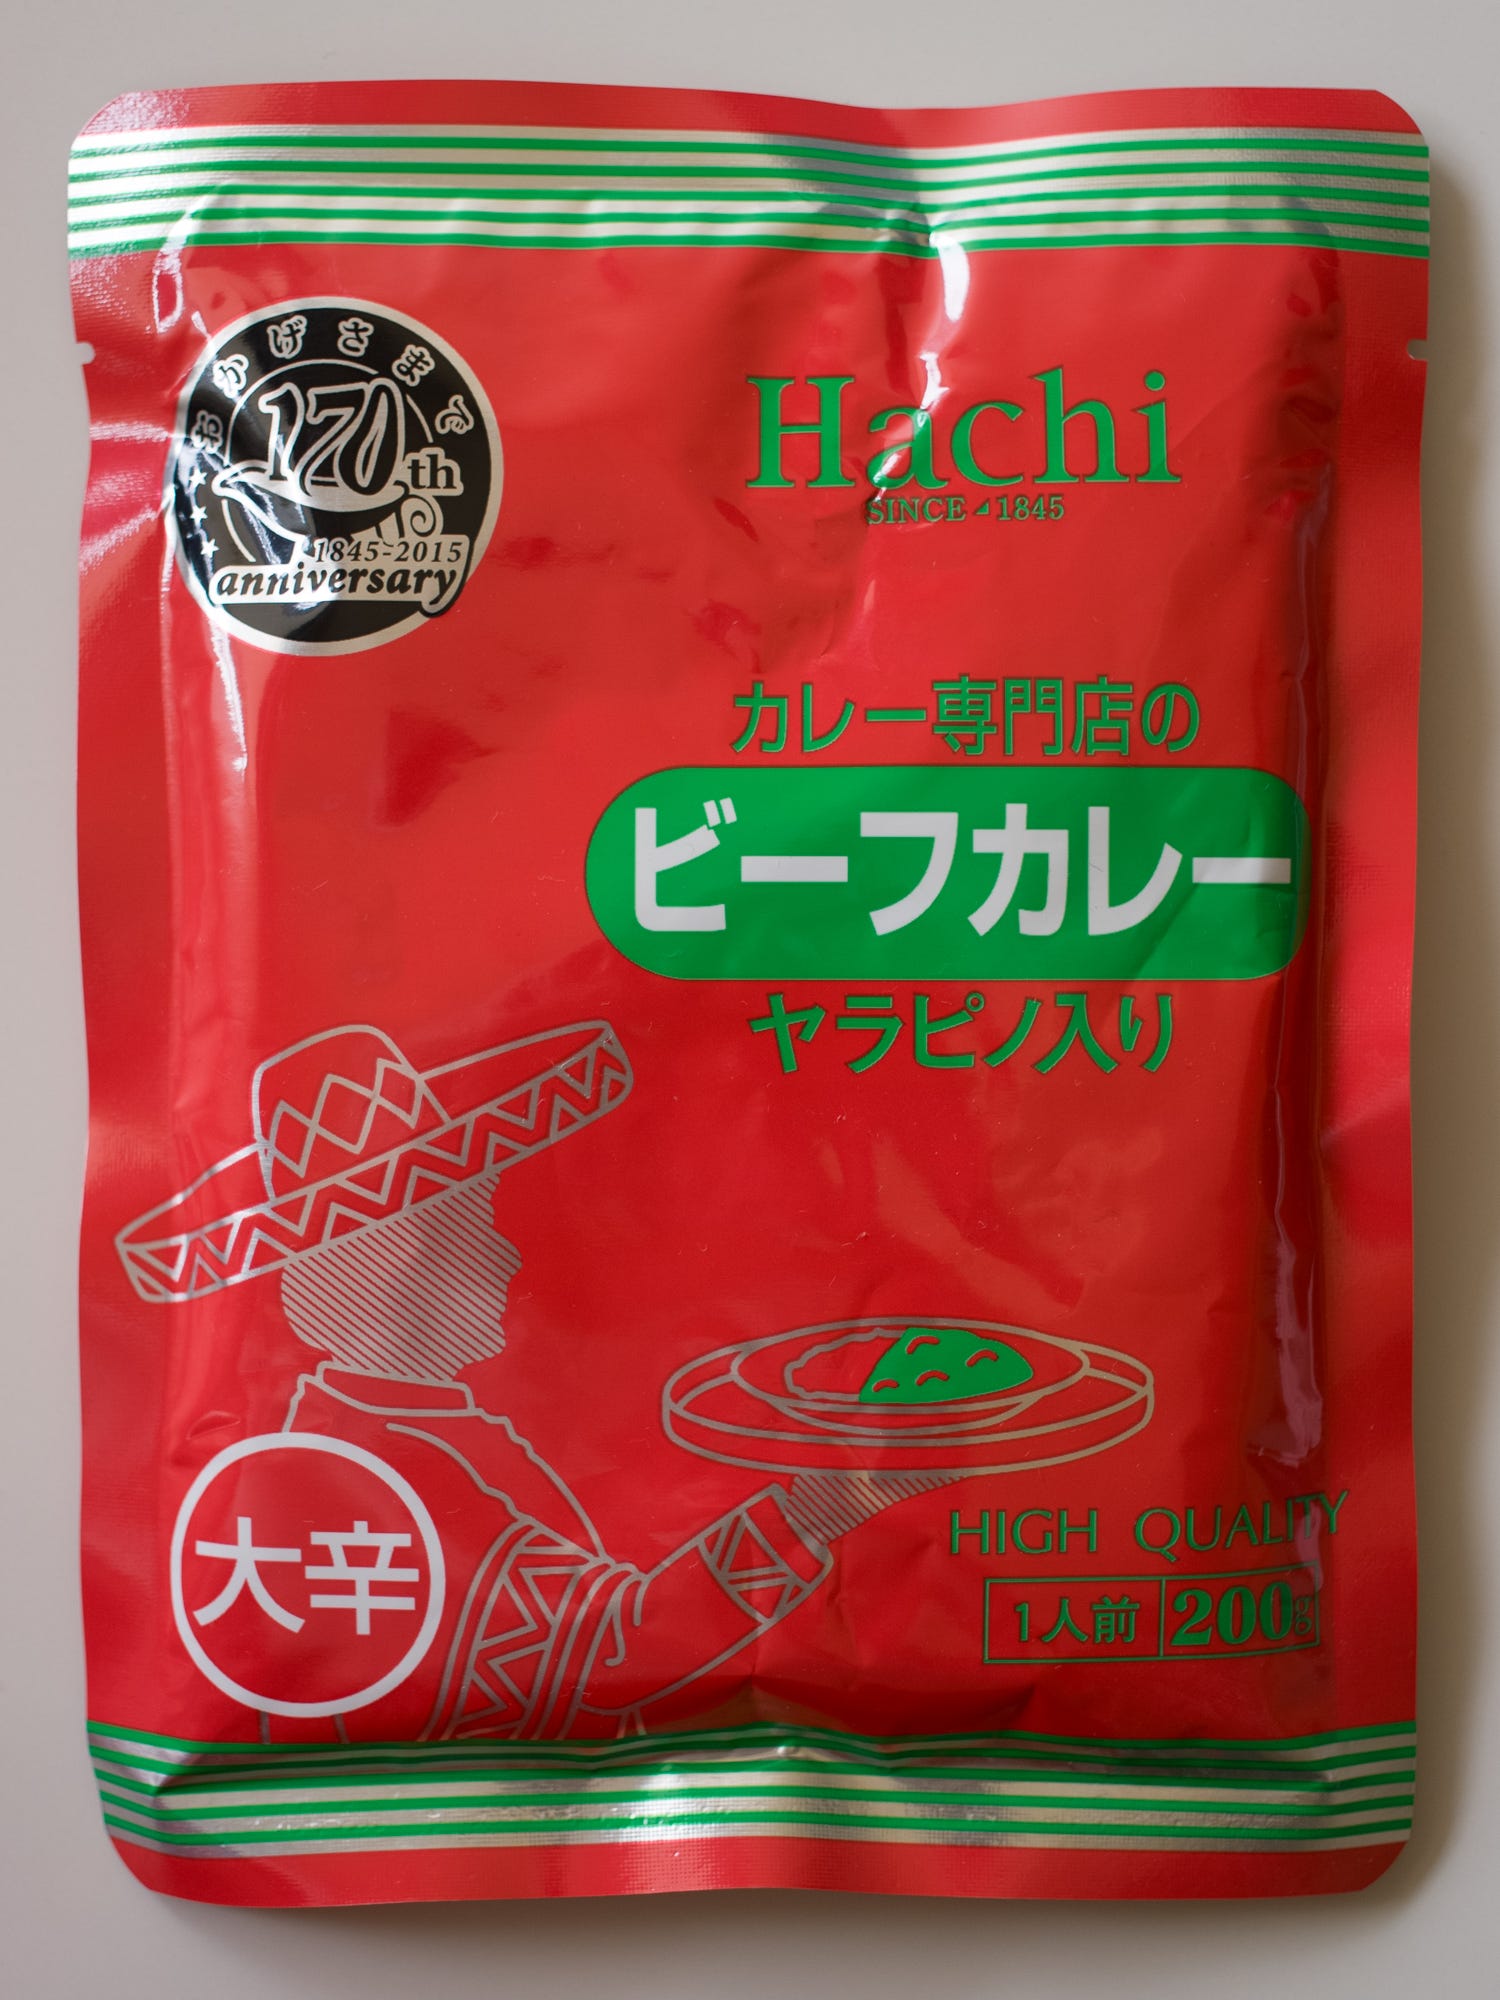 おかげさまで
170th
1845-2015
anniversary
Hachi
SINCE 1845
カレー専門店の
ビーフカレー
ヤラピノ入り
大辛
HIGH QUALITY
1人前 200g